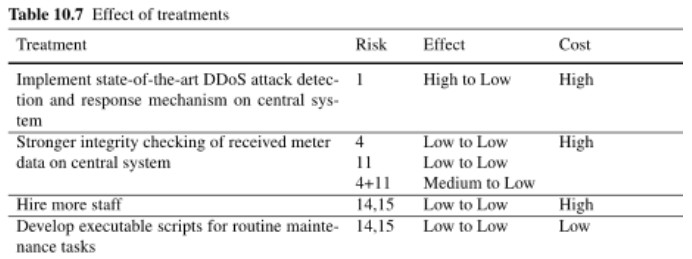 Table 10.7 Effect of treatments
Treatment Risk Effect Cost
Implement state-of-the-art DDoS attack detec- 1 High to Low High
tion and response mechanism on central sys-
tem
Stronger integrity checking of received meter 4 Low to Low High
data on central system 11 Low to Low
4+11 Medium to Low
Hire more staff 14,15 Low to Low High
Develop executable scripts for routine mainte- 14,15 Low to Low Low
nance tasks